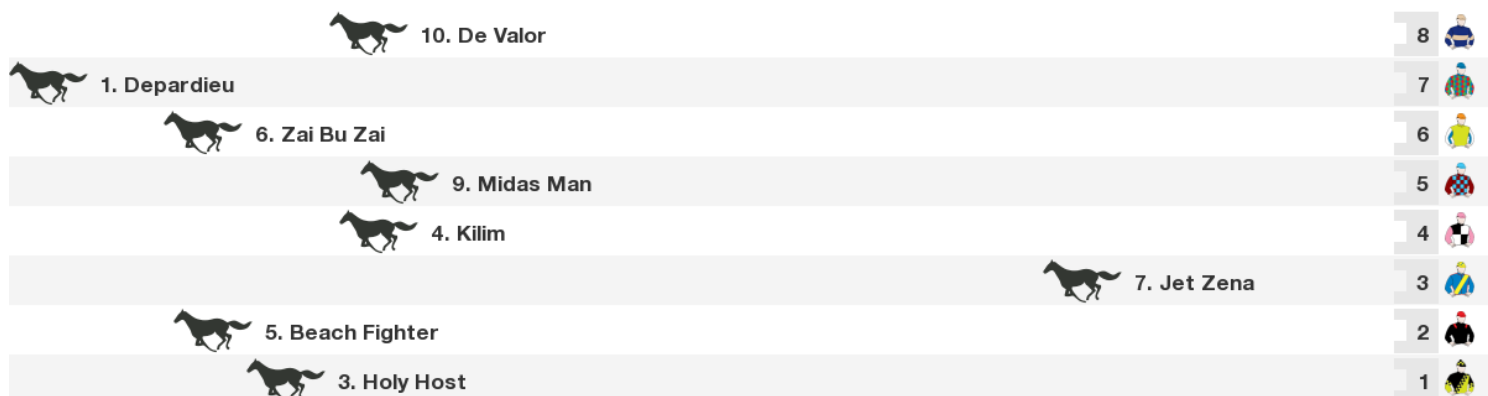 10. De Valor 8
1. Depardieu 7
6. Zai Bu Zai 6
9. Midas Man 5
4. Kilim 4
7. Jet Zena 3
5. Beach Fighter 2
3. Holy Host 1